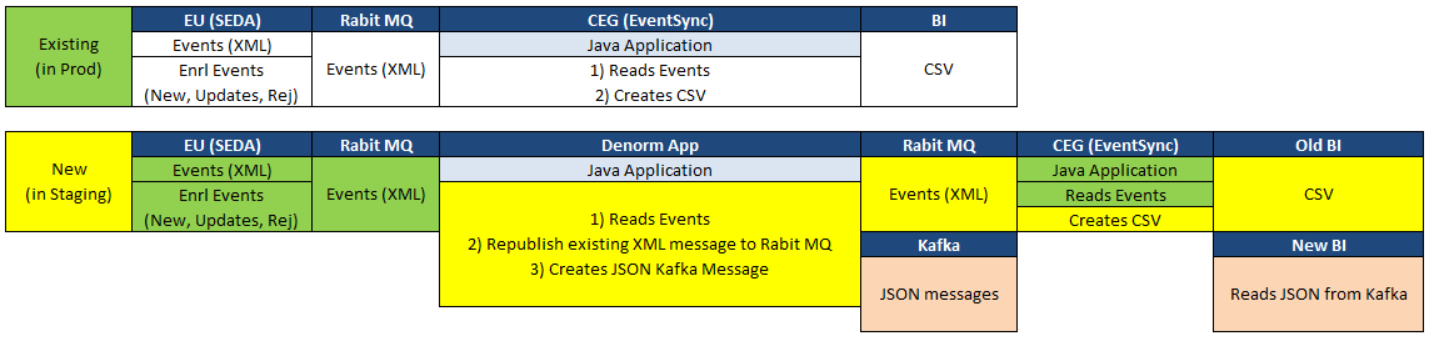 EU (SEDA) Rabit MQ CEG (EventSync) BI
Existing Events (XML) Java Application
(in Prod) Enrl Events Events (XML) 1) Reads Events CSV
(New, Updates, Rej) 2) Creates CSV
EU (SEDA) Rabit MQ Denorm App Rabit MQ CEG (EventSync) Old BI
New Events (XML) Java Application Java Application
(in Staging) Enrl Events Events (XML) Events (XML) Reads Events CSV
(New, Updates, Rej) 1) Reads Events Creates CSV
2) Republish existing XML message to Rabit MQ Kafka New BI
3) Creates JSON Kafka Message
JSON messages Reads JSON from Kafka